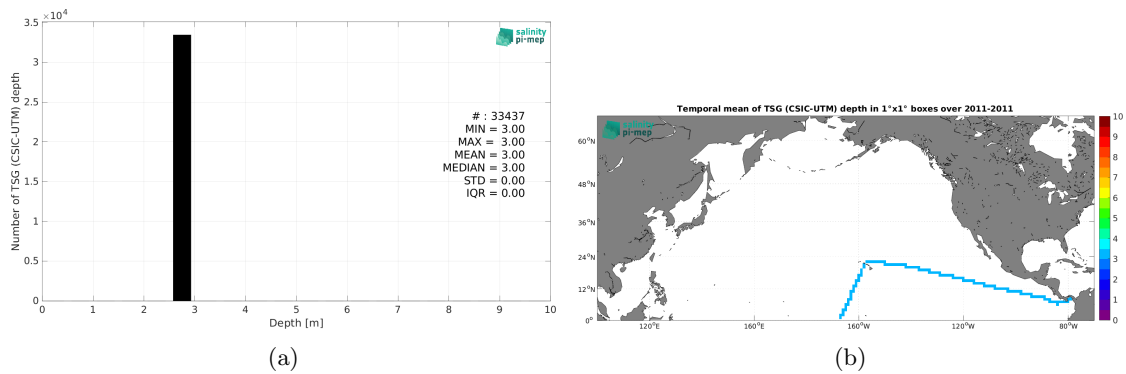 ×10^4
3.5
3
2.5
2
1.5
1
0.5
0
Number of TSG (CSIC-UTM) depth
salinity
pi-mep
# : 33437
MIN = 3.00
MAX = 3.00
MEAN = 3.00
MEDIAN = 3.00
STD = 0.00
IQR = 0.00
0 1 2 3 4 5 6 7 8 9 10
Depth [m]
(a)
Temporal mean of TSG (CSIC-UTM) depth in 1°x1° boxes over 2011-2011
salinity
pi-mep
60°N
48°N
36°N
24°N
12°N
0°
120°E 160°E 160°W 120°W 80°W
10
9
8
7
6
5
4
3
2
1
0
(b)